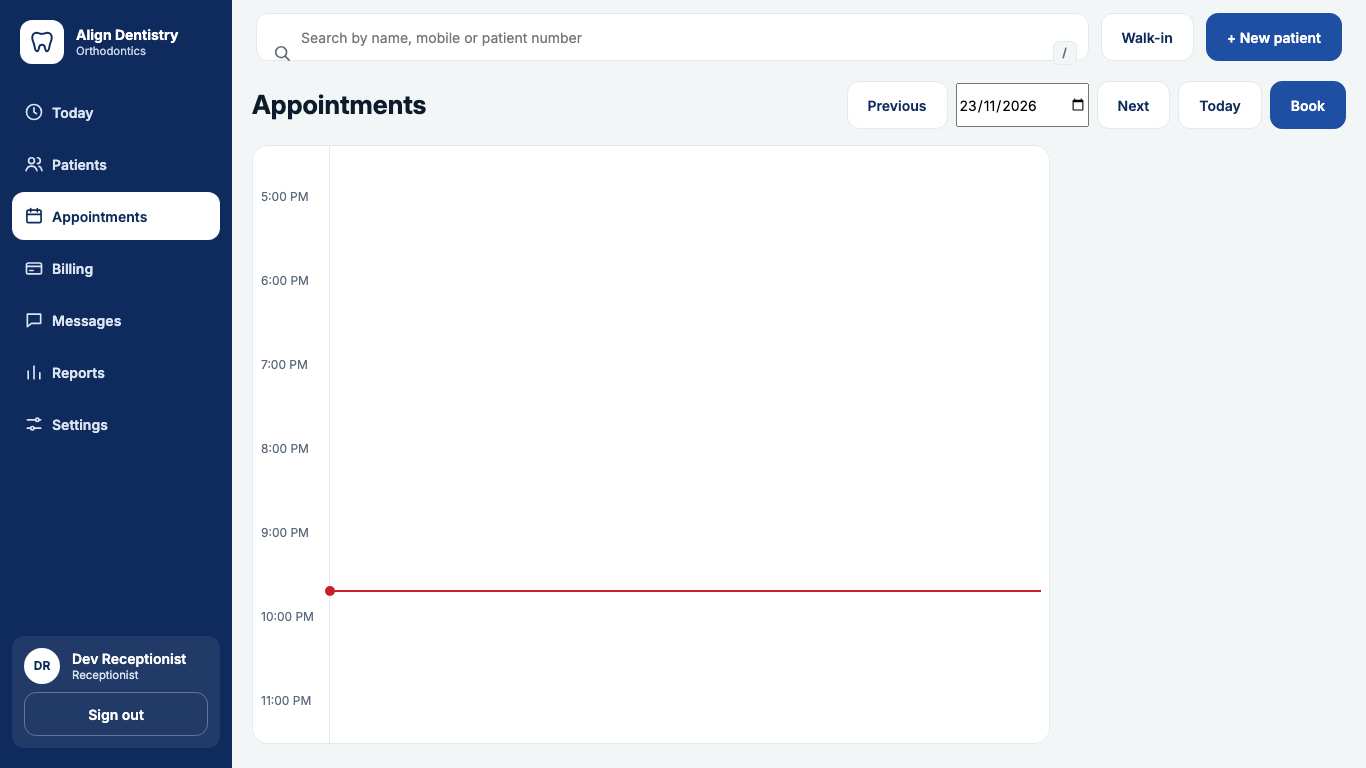 Align Dentistry
Orthodontics
Today
Patients
Appointments
Billing
Messages
Reports
Settings
DR
Dev Receptionist
Receptionist
Sign out
Search by name, mobile or patient number
/
Walk-in
+ New patient
Appointments
Previous
23/11/2026
Next
Today
Book
5:00 PM
6:00 PM
7:00 PM
8:00 PM
9:00 PM
10:00 PM
11:00 PM